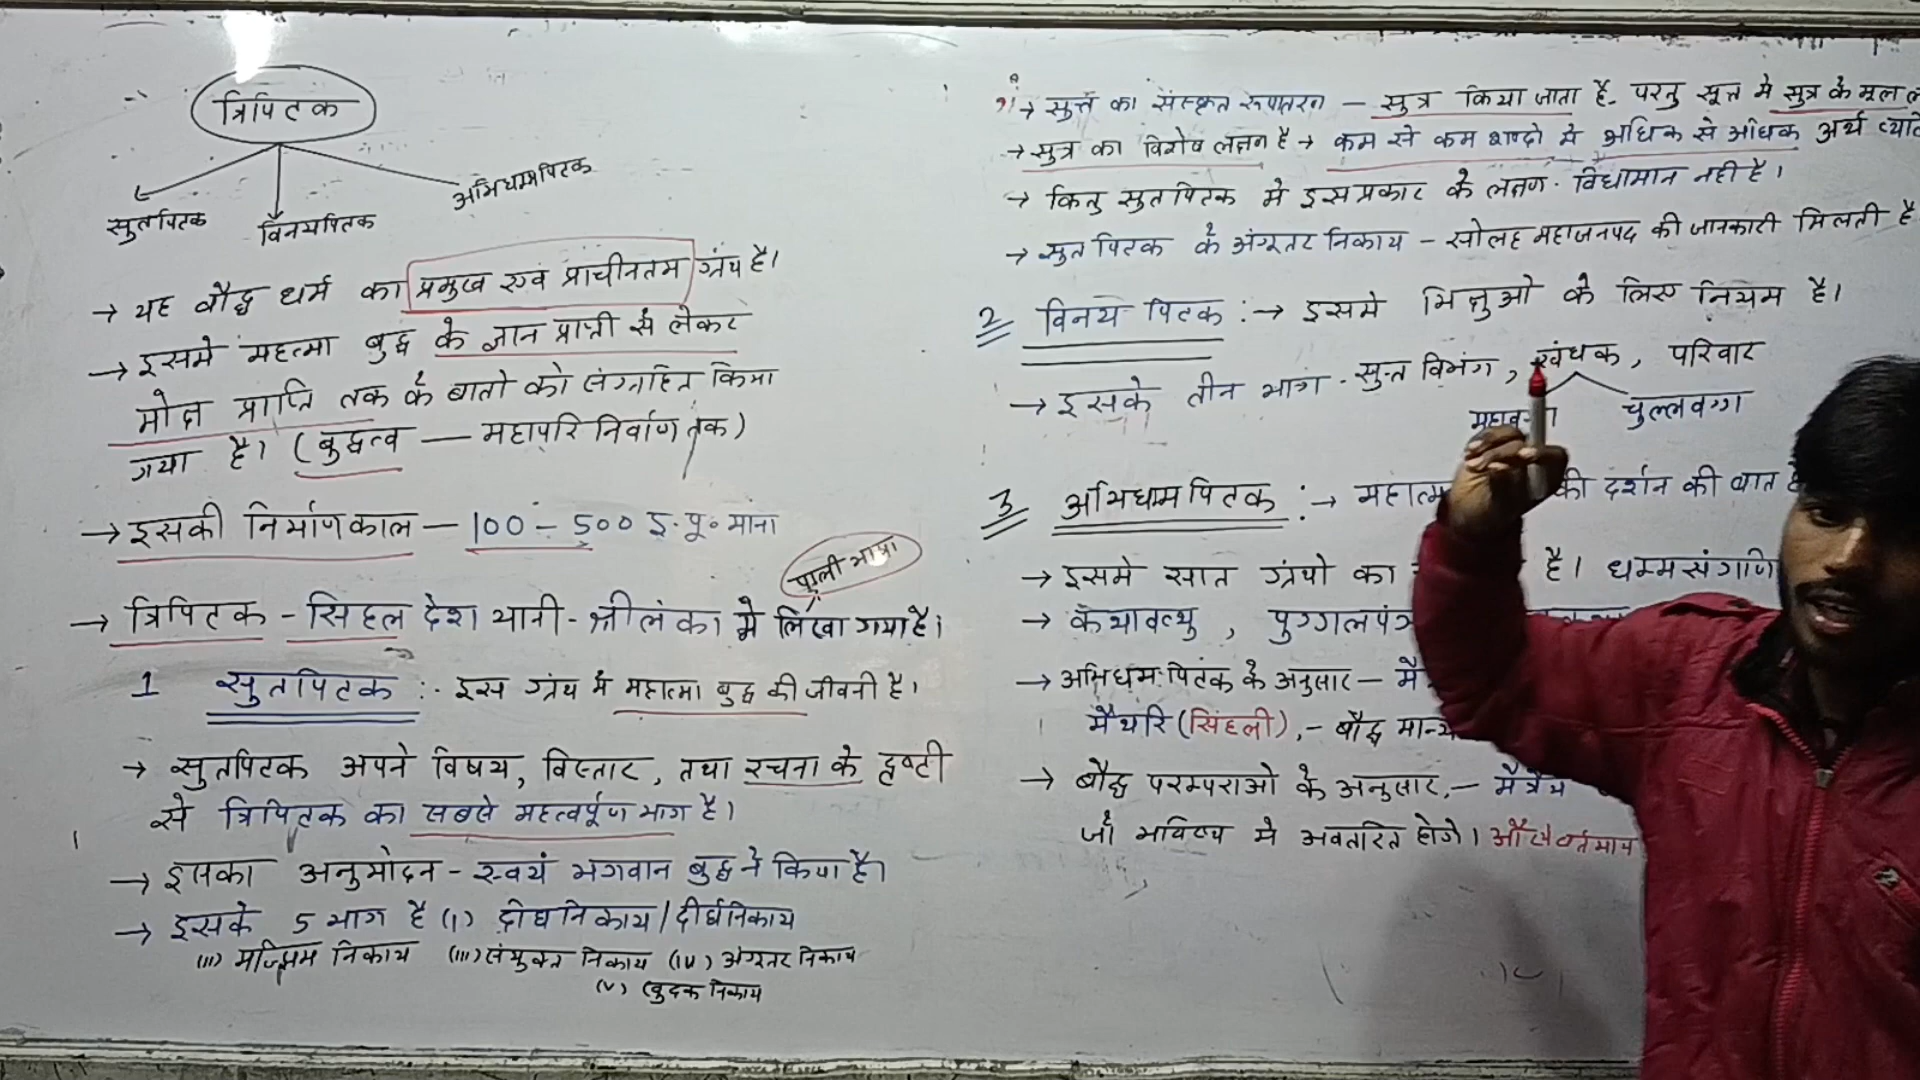 त्रिपिटक
सुतपिटक
विनयपिटक
अभिधम्मपिटक
→ यह बौद्ध धर्म का प्रमुख एवं प्राचीनतम ग्रंथ है।
→ इसमे महत्मा बुद्ध के ज्ञान प्राप्ती से लेकर
मोक्ष प्राप्ति तक के बातो को संग्रहित किया
गया है। (बुद्धत्व — महापरिनिर्वाण तक)
→ इसकी निर्माणकाल — 100 – 500 ई.पू॰ माना
पाली भाषा
→ त्रिपिटक - सिंहल देश यानी - श्रीलंका मे लिखा गया है।
1 सुतपिटक :- इस ग्रंथ मे महात्मा बुद्ध की जीवनी है।
→ सुतपिटक अपने विषय, विस्तार, तथा रचना के दृष्टी
से त्रिपिटक का सबसे महत्वपूर्ण भाग है।
→ इसका अनुमोदन - स्वयं भगवान बुद्ध ने किया है।
→ इसके 5 भाग है (i) दीघनिकाय/दीर्घनिकाय
(ii) मज्झिम निकाय (iii) संयुक्त निकाय (iv) अंगुतर निकाय
(v) खुदक निकाय
→ सुत्त का संस्कृत रूपांतरण — सूत्र किया जाता है. परन्तु सूत मे सूत्र के मूल
→ सूत्र का विशेष लक्षण है → कम से कम शब्दो मे अधिक से अधिक अर्थ
→ किन्तु सुतपिटक मे इस प्रकार के लक्षण विद्यामान नही है।
→ सुतपिटक के अंगुतर निकाय - सोलह महाजनपद की जानकारी मिलती है
2 विनय पिटक :→ इसमे भिक्षुओ के लिए नियम है।
→ इसके तीन भाग - सुत विभंग, खंधक, परिवार
चुल्लवग्ग
3 अभिधमपिटक :→ की दर्शन की बात है
→ इसमे सात ग्रंथो का है। धम्मसंगणि
→ कथावत्थु,
→ अभिधम पिटक के अनुसार —
मैथरि (सिंहली), - बौद्ध
→ बौद्ध परम्पराओ के अनुसार, — मैत्रेय
जो भविष्य मे अवतरित होगे।